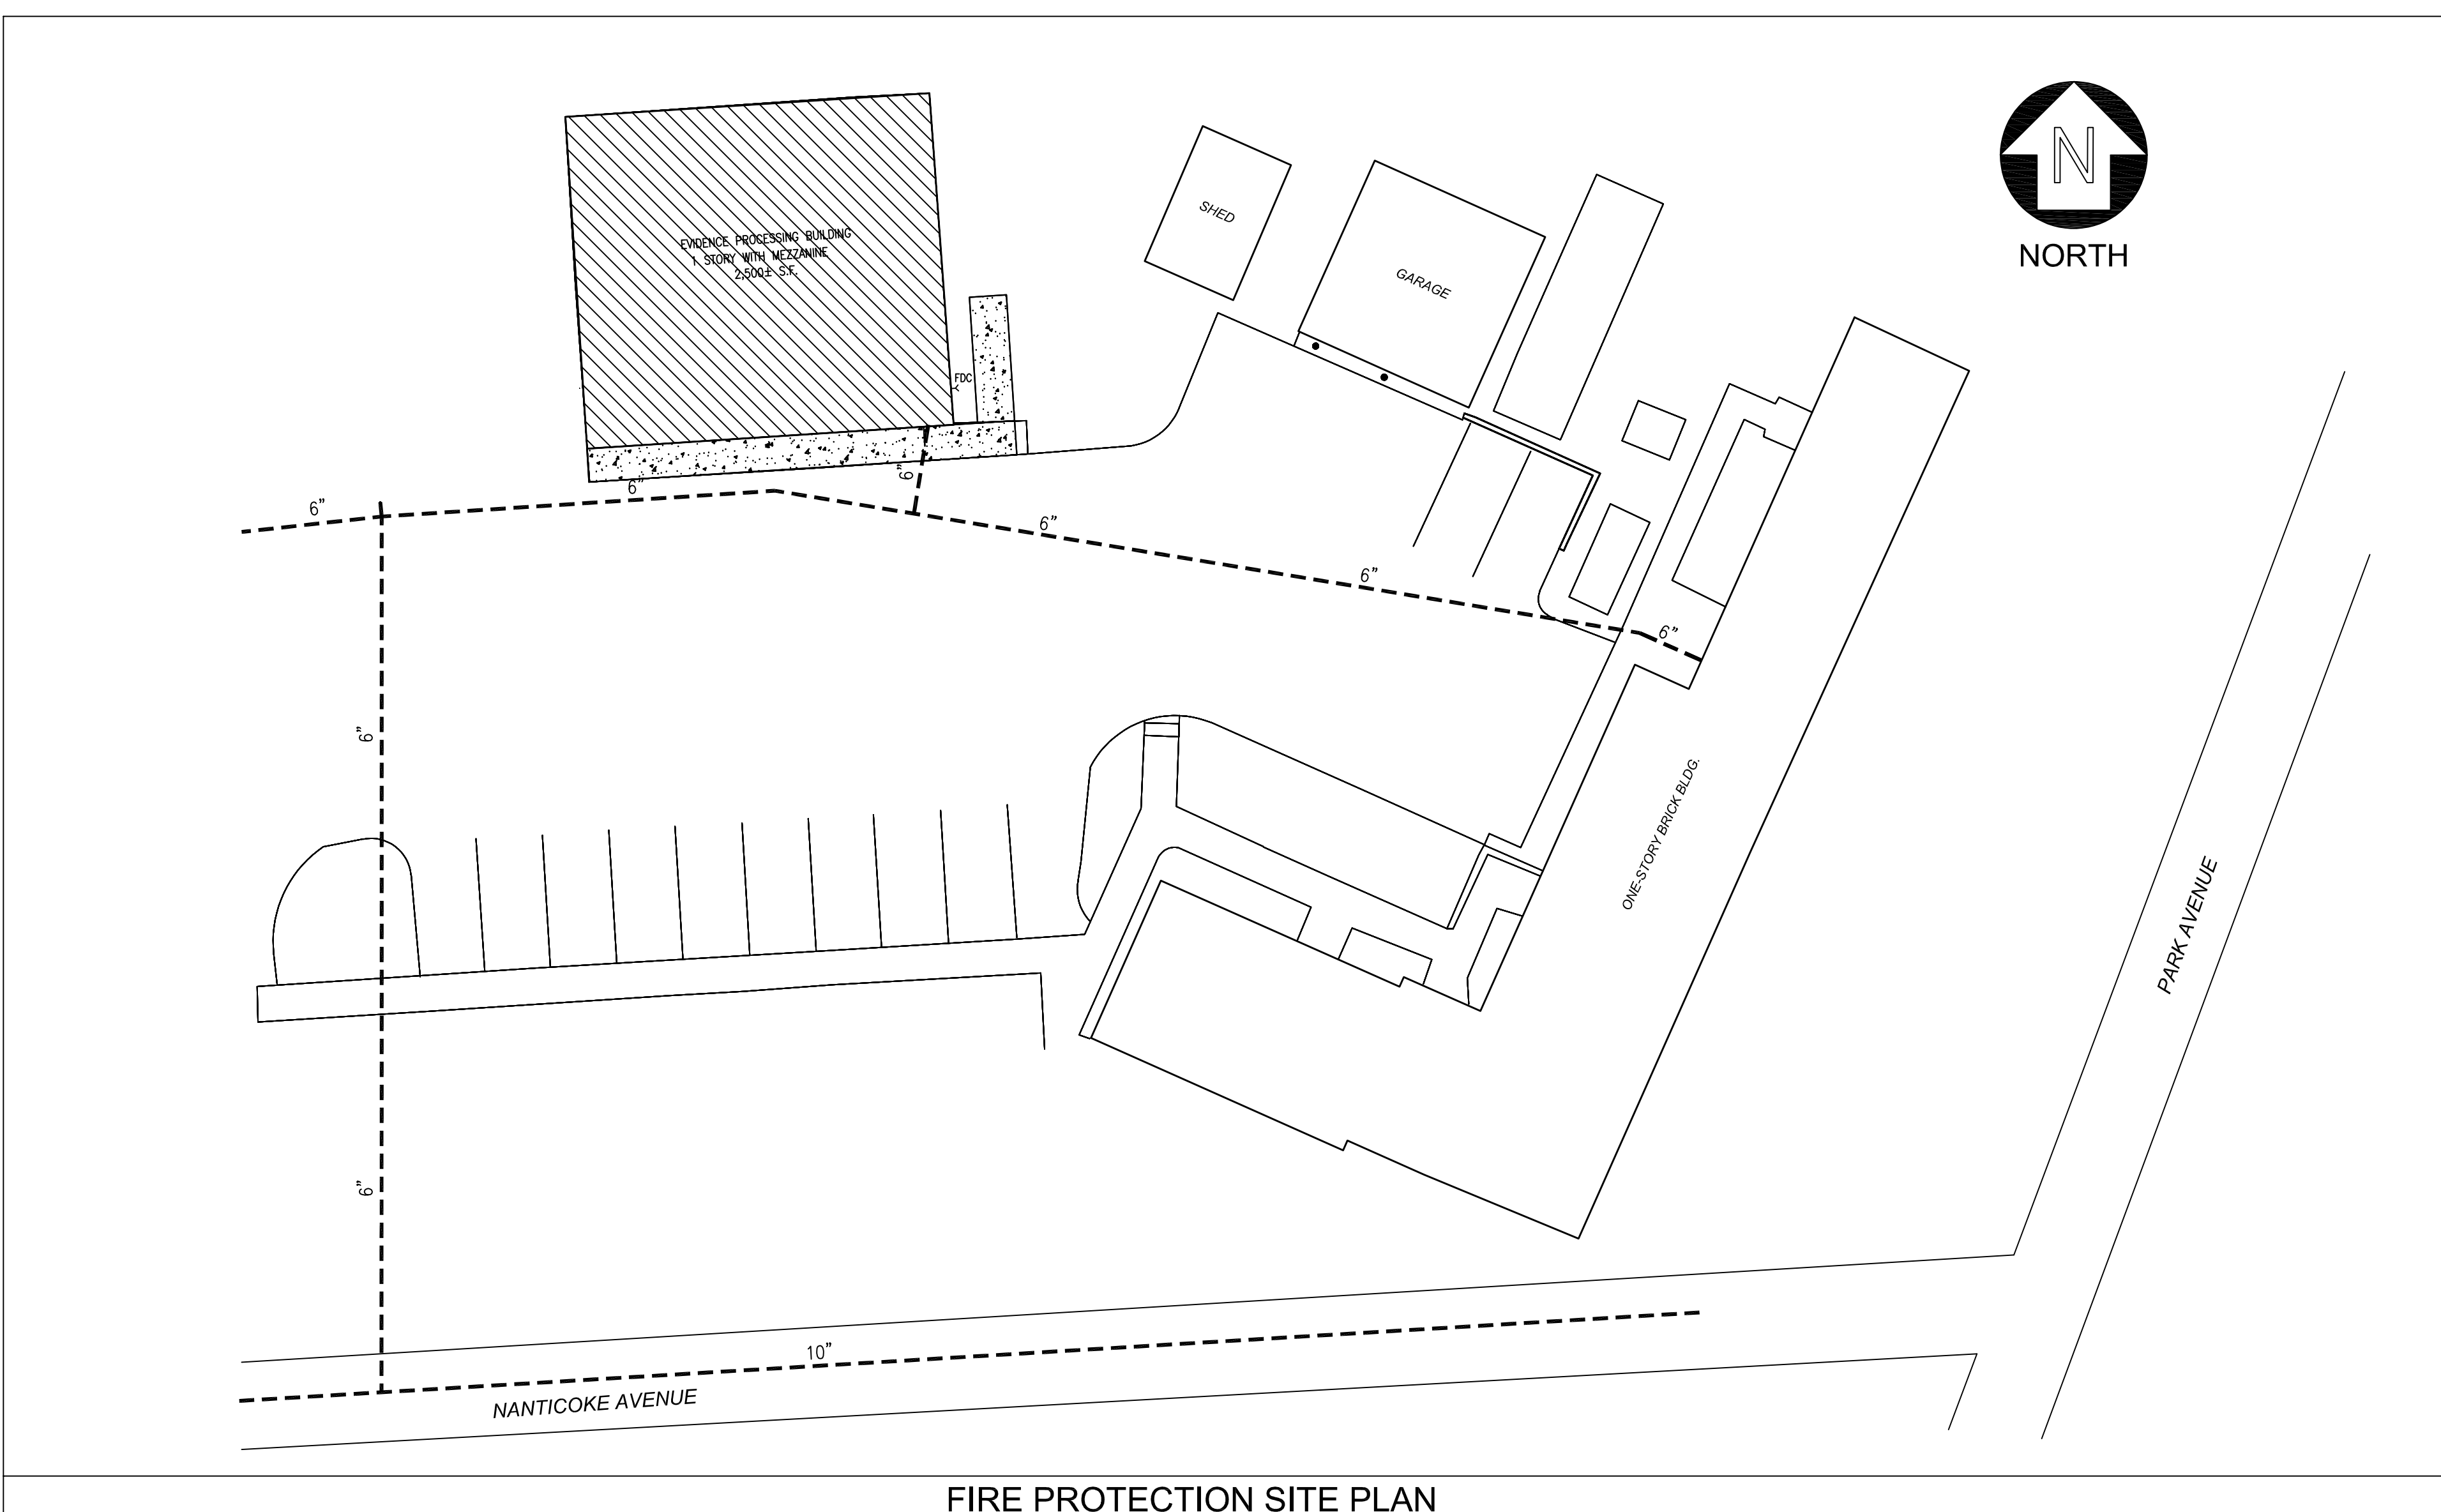 N
NORTH
EVIDENCE PROCESSING BUILDING
1 STORY WITH MEZZANINE
2,500± S.F.
SHED
GARAGE
FDC
6”
6”
6”
6”
6”
6”
6”
ONE-STORY BRICK BLDG.
PARK AVENUE
6”
10”
NANTICOKE AVENUE
FIRE PROTECTION SITE PLAN